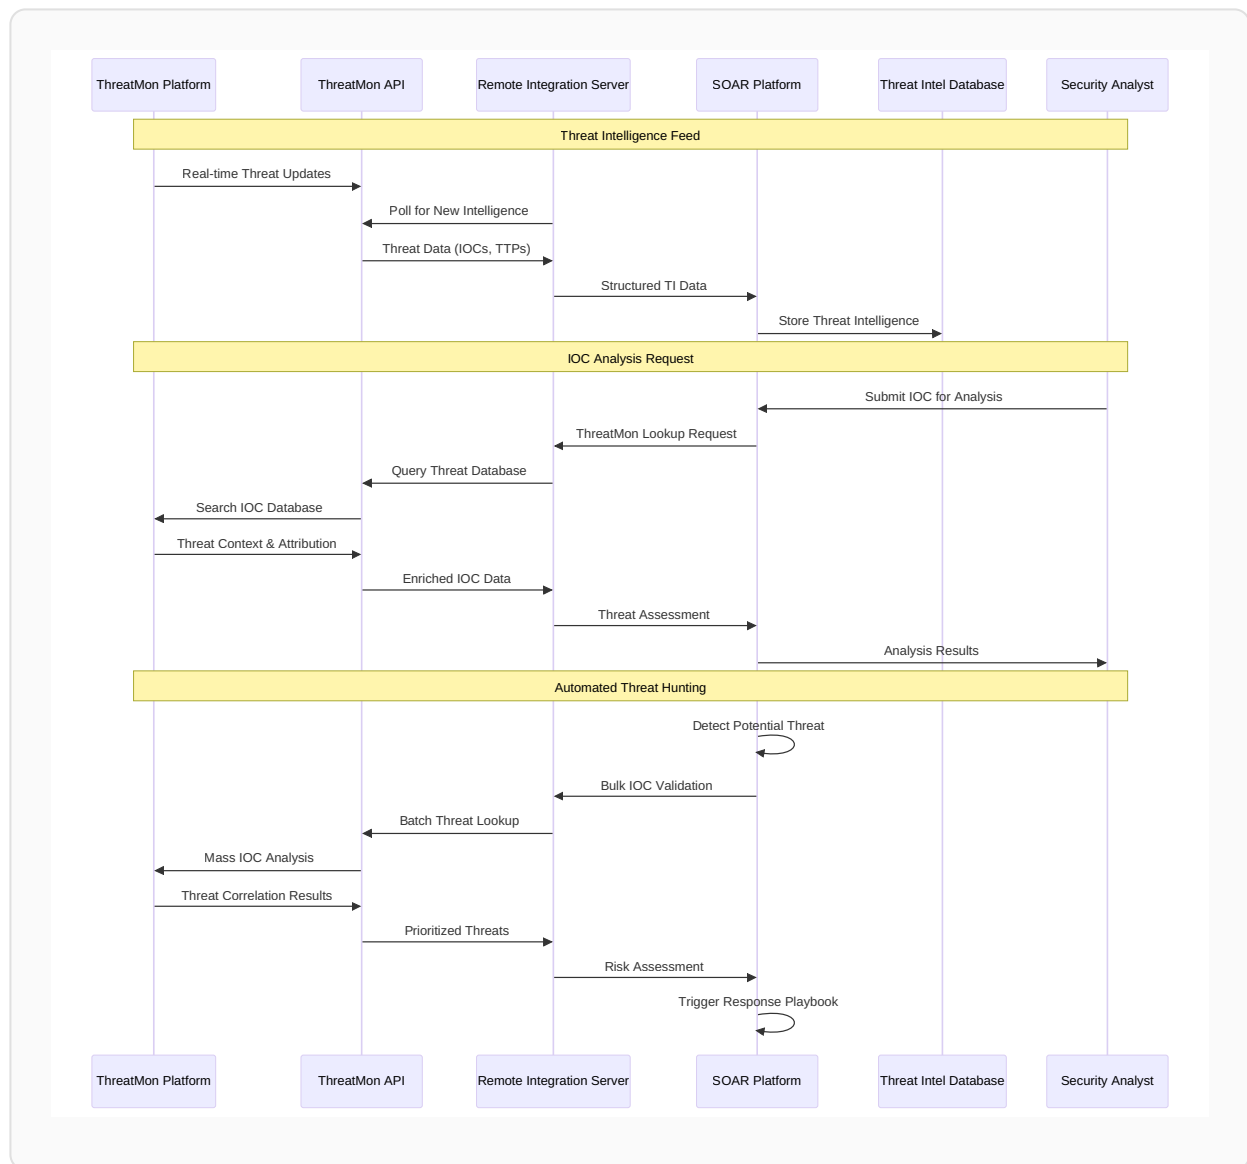 ThreatMon Platform
ThreatMon API
Remote Integration Server
SOAR Platform
Threat Intel Database
Security Analyst
Threat Intelligence Feed
Real-time Threat Updates
Poll for New Intelligence
Threat Data (IOCs, TTPs)
Structured TI Data
Store Threat Intelligence
IOC Analysis Request
Submit IOC for Analysis
ThreatMon Lookup Request
Query Threat Database
Search IOC Database
Threat Context & Attribution
Enriched IOC Data
Threat Assessment
Analysis Results
Automated Threat Hunting
Detect Potential Threat
Bulk IOC Validation
Batch Threat Lookup
Mass IOC Analysis
Threat Correlation Results
Prioritized Threats
Risk Assessment
Trigger Response Playbook
ThreatMon Platform
ThreatMon API
Remote Integration Server
SOAR Platform
Threat Intel Database
Security Analyst